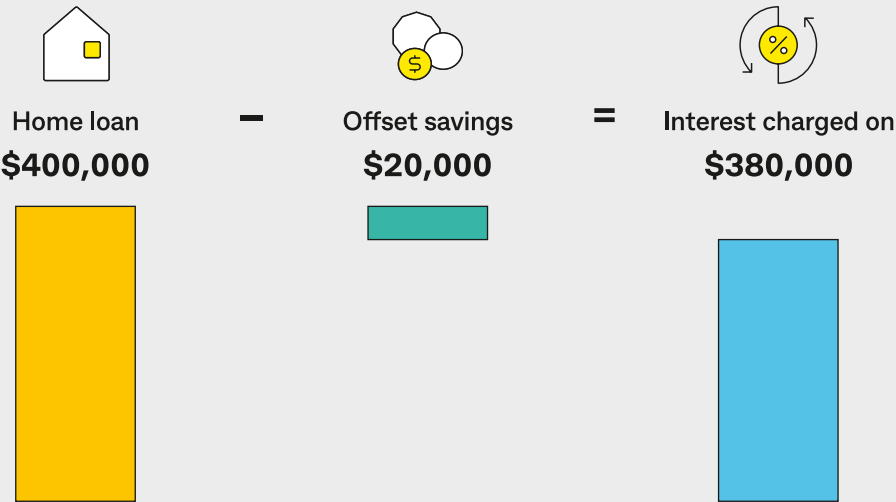 Home loan
$400,000
–
Offset savings
$20,000
=
Interest charged on
$380,000
$
%